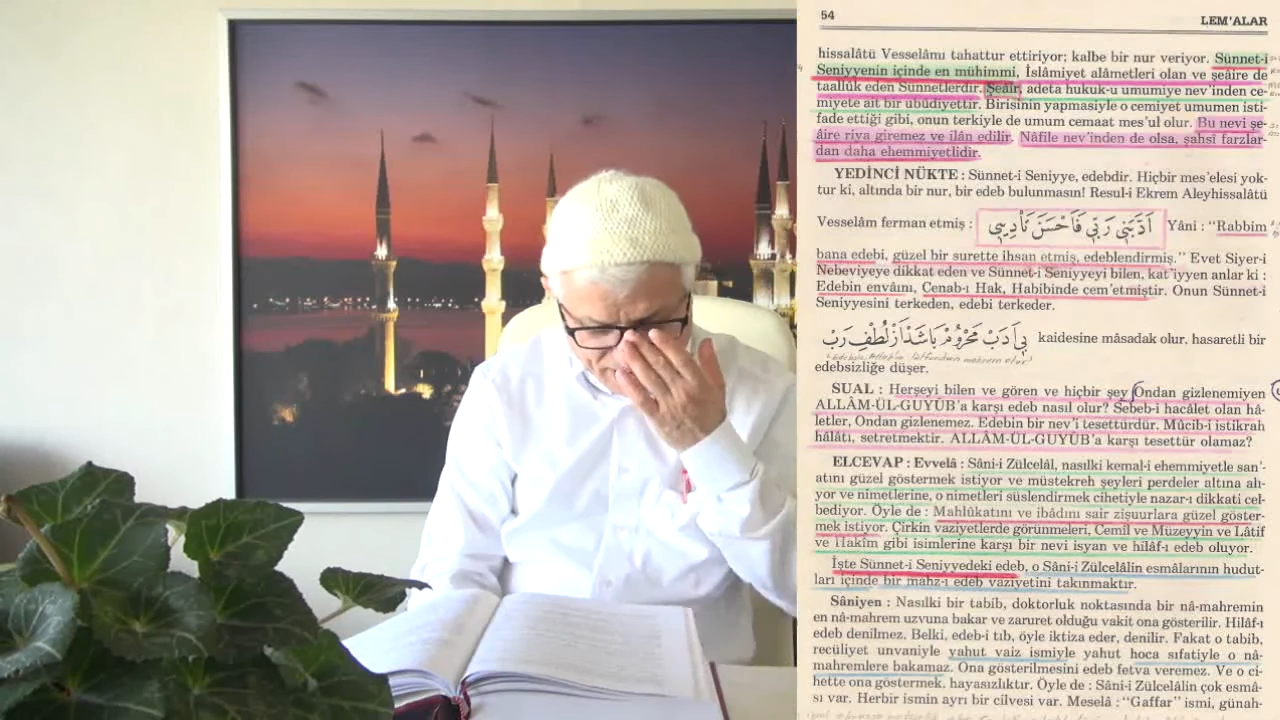 54
LEM'ALAR
hissalâtü Vesselâmı tahattur ettiriyor; kalbe bir nur veriyor. Sünnet-i
Seniyyenin içinde en mühimmi, İslâmiyet alâmetleri olan ve şeâire de
taallûk eden Sünnetlerdir. Şeair, adeta hukuk-u umumiye nev'inden ce-
miyete ait bir ubûdiyettir. Birisinin yapmasiyle o cemiyet umumen isti-
fade ettiği gibi, onun terkiyle de umum cemaat mes'ul olur. Bu nevi şe-
âire riya giremez ve ilân edilir. Nâfile nev'inden de olsa, şahsî farzlar-
dan daha ehemmiyetlidir.
YEDİNCİ NÜKTE : Sünnet-i Seniyye, edebdir. Hiçbir mes'elesi yok-
tur ki, altında bir nur, bir edeb bulunmasın! Resul-i Ekrem Aleyhissalâtü
Vesselâm ferman etmiş : اَدَّبَنِى رَبِّى فَاَحْسَنَ تَاْدِيبِى Yâni : "Rabbim
bana edebi, güzel bir surette ihsan etmiş, edeblendirmiş." Evet Siyer-i
Nebeviyeye dikkat eden ve Sünnet-i Seniyyeyi bilen, kat'iyyen anlar ki :
Edebin envâını, Cenab-ı Hak, Habibinde cem'etmiştir. Onun Sünnet-i
Seniyyesini terkeden, edebi terkeder.
بِى اَدَبْ مَحْرُومْ بَاشَدْ اَزْ لُطْفِ رَبْ kaidesine mâsadak olur, hasaretli bir
edebsizliğe düşer.
SUAL : Herşeyi bilen ve gören ve hiçbir şey Ondan gizlenemiyen
ALLÂM-ÜL-GUYÛB'a karşı edeb nasıl olur? Sebeb-i hacâlet olan hâ-
letler, Ondan gizlenemez. Edebin bir nev'i tesettürdür. Mûcib-i istikrah
hâlâtı, setretmektir. ALLÂM-ÜL-GUYÛB'a karşı tesettür olamaz?
ELCEVAP : Evvelâ : Sâni-i Zülcelâl, nasılki kemal-i ehemmiyetle san'-
atını güzel göstermek istiyor ve müstekreh şeyleri perdeler altına alı-
yor ve nimetlerine, o nimetleri süslendirmek cihetiyle nazar-ı dikkati cel-
bediyor. Öyle de : Mahlûkatını ve ibâdını sair zişuurlara güzel göster-
mek istiyor. Çirkin vaziyetlerde görünmeleri, Cemîl ve Müzeyyin ve Lâtif
ve Hakîm gibi isimlerine karşı bir nevi isyan ve hilâf-ı edeb oluyor.
İşte Sünnet-i Seniyyedeki edeb, o Sâni-i Zülcelâlin esmâlarının hudut-
ları içinde bir mahz-ı edeb vaziyetini takınmaktır.
Sâniyen : Nasılki bir tabib, doktorluk noktasında bir nâ-mahremin
en nâ-mahrem uzvuna bakar ve zaruret olduğu vakit ona gösterilir. Hilâf-ı
edeb denilmez. Belki, edeb-i tıb, öyle iktiza eder, denilir. Fakat o tabib,
recüliyet unvaniyle yahut vaiz ismiyle yahut hoca sıfatiyle o nâ-
mahremlere bakamaz. Ona gösterilmesini edeb fetva veremez. Ve o ci-
hette ona göstermek, hayasızlıktır. Öyle de : Sâni-i Zülcelâlin çok esmâ-
sı var. Herbir ismin ayrı bir cilvesi var. Meselâ : "Gaffar" ismi, günah-